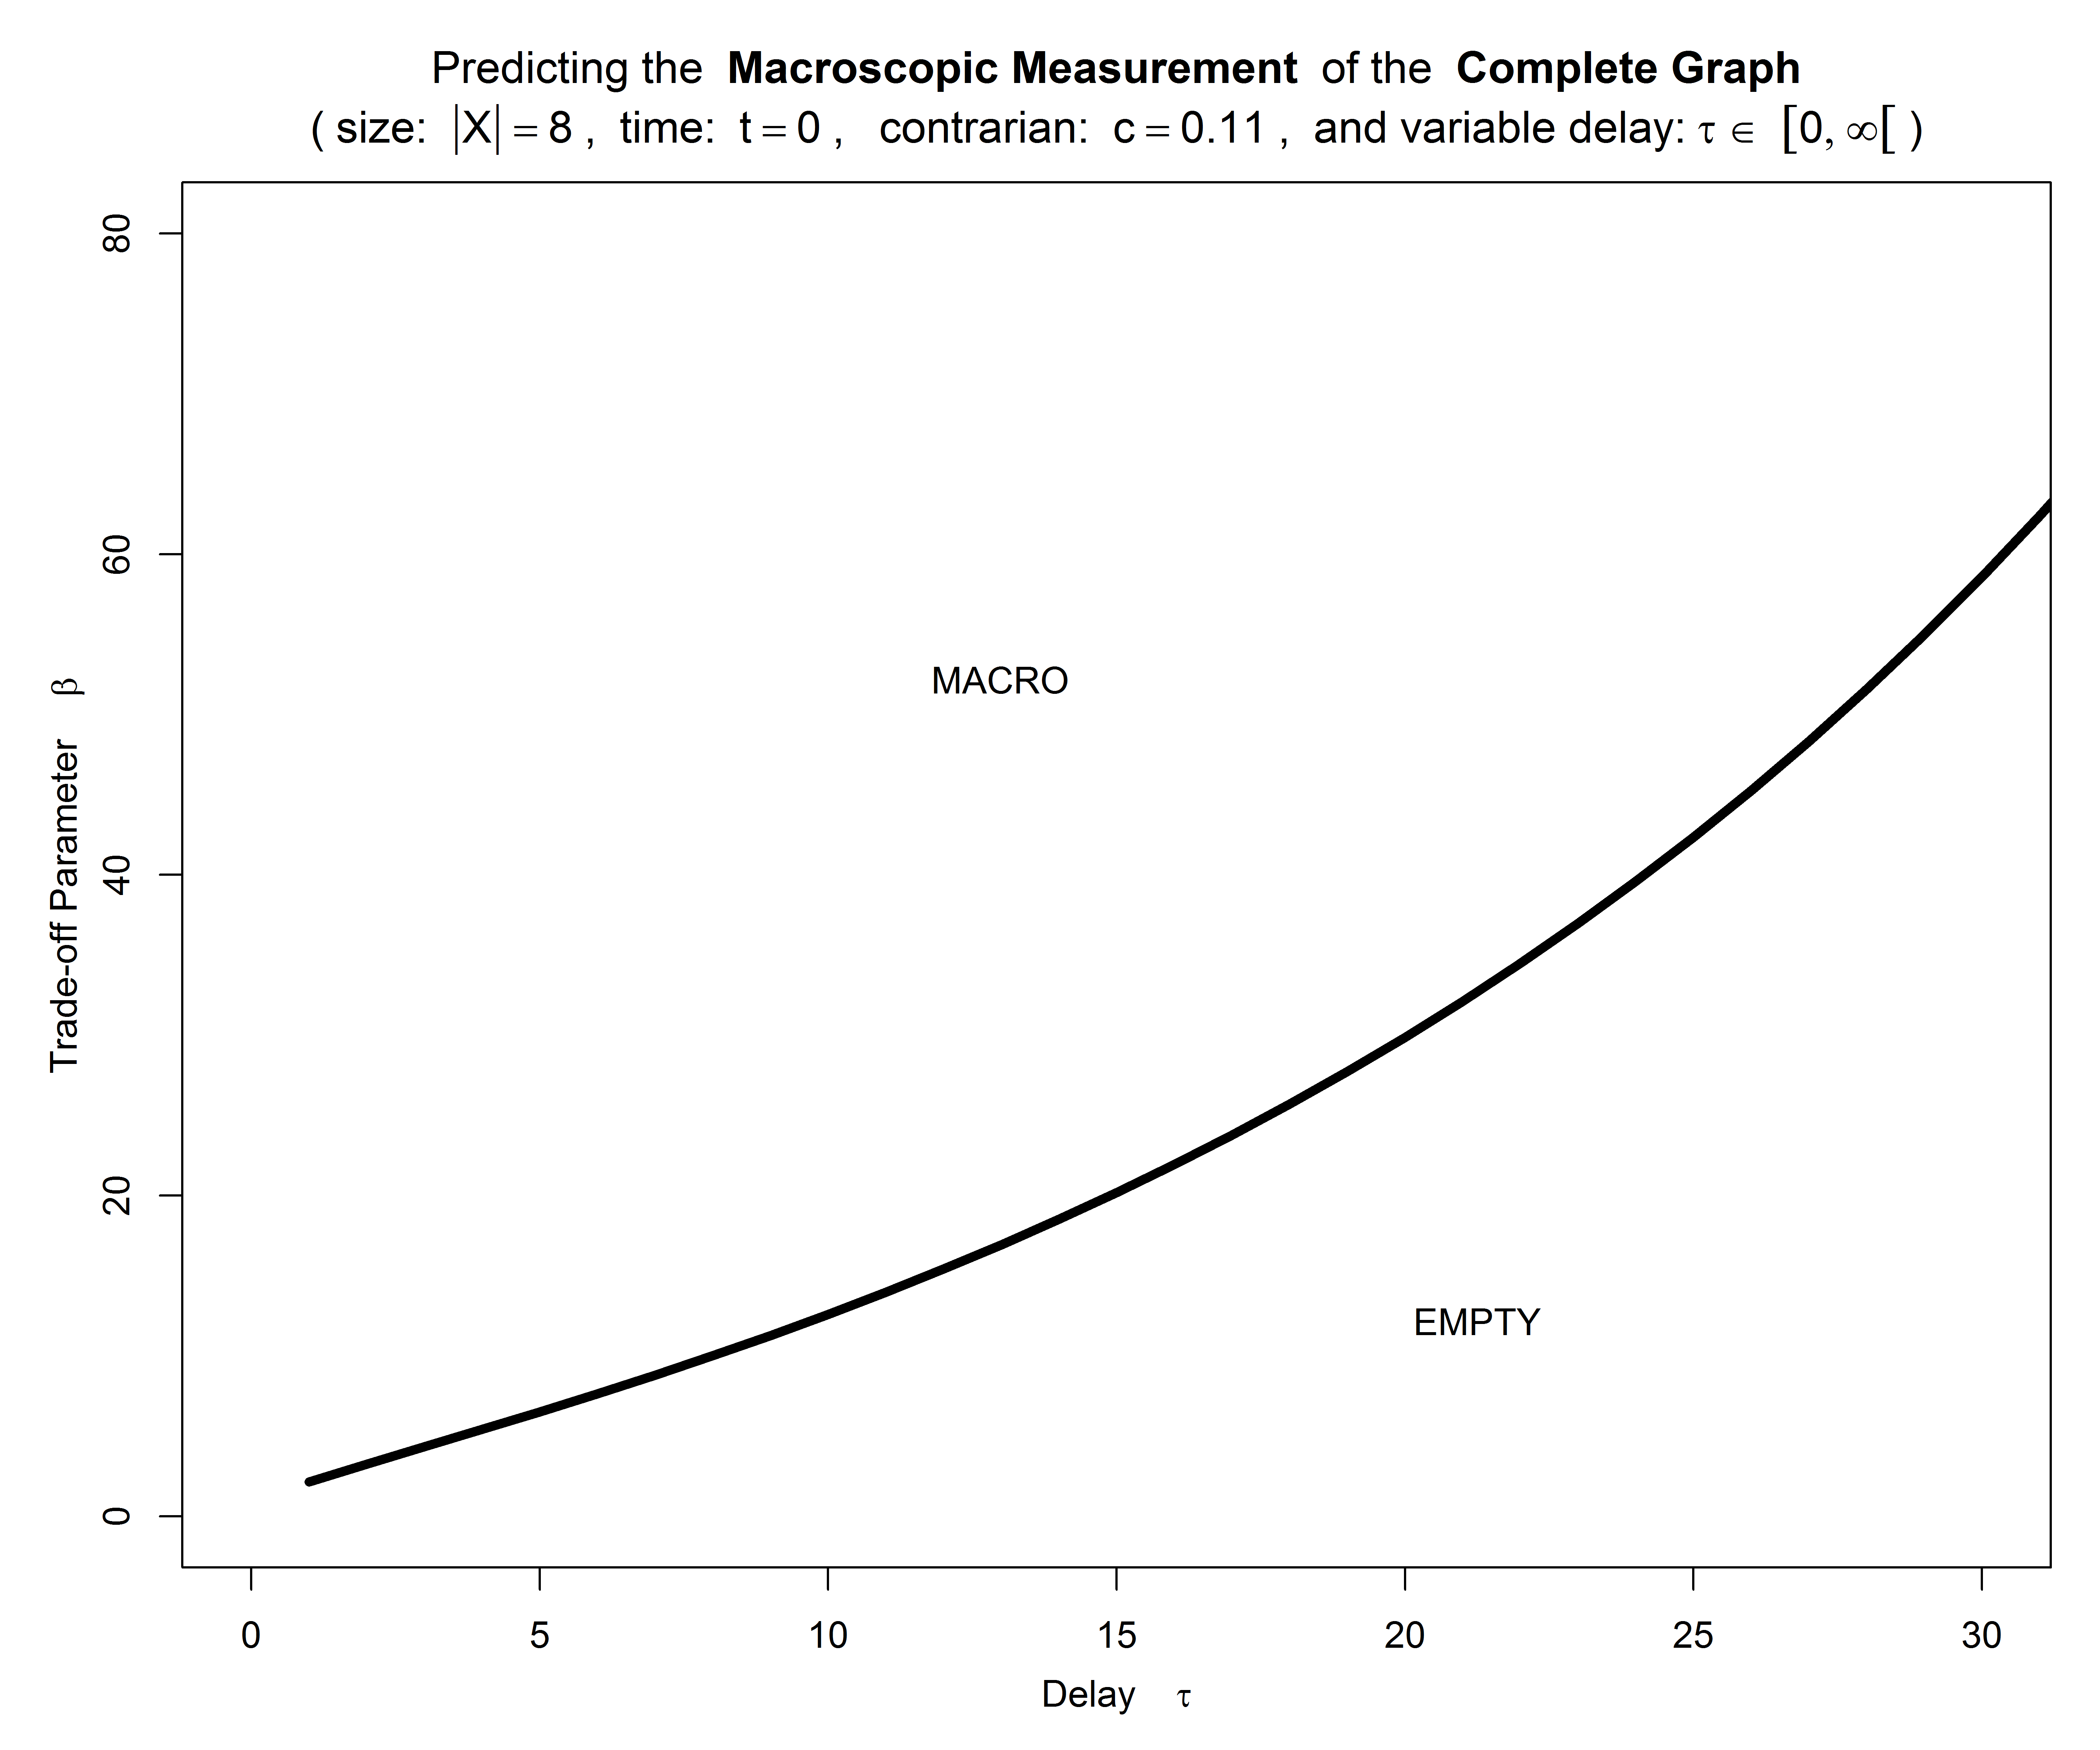 Predicting the Macroscopic Measurement of the Complete Graph
( size: |X| = 8 , time: t = 0 , contrarian: c = 0.11 , and variable delay: τ ∈ [0, ∞[ )
80
60
40
20
0
Trade-off Parameter β
MACRO
EMPTY
0 5 10 15 20 25 30
Delay τ